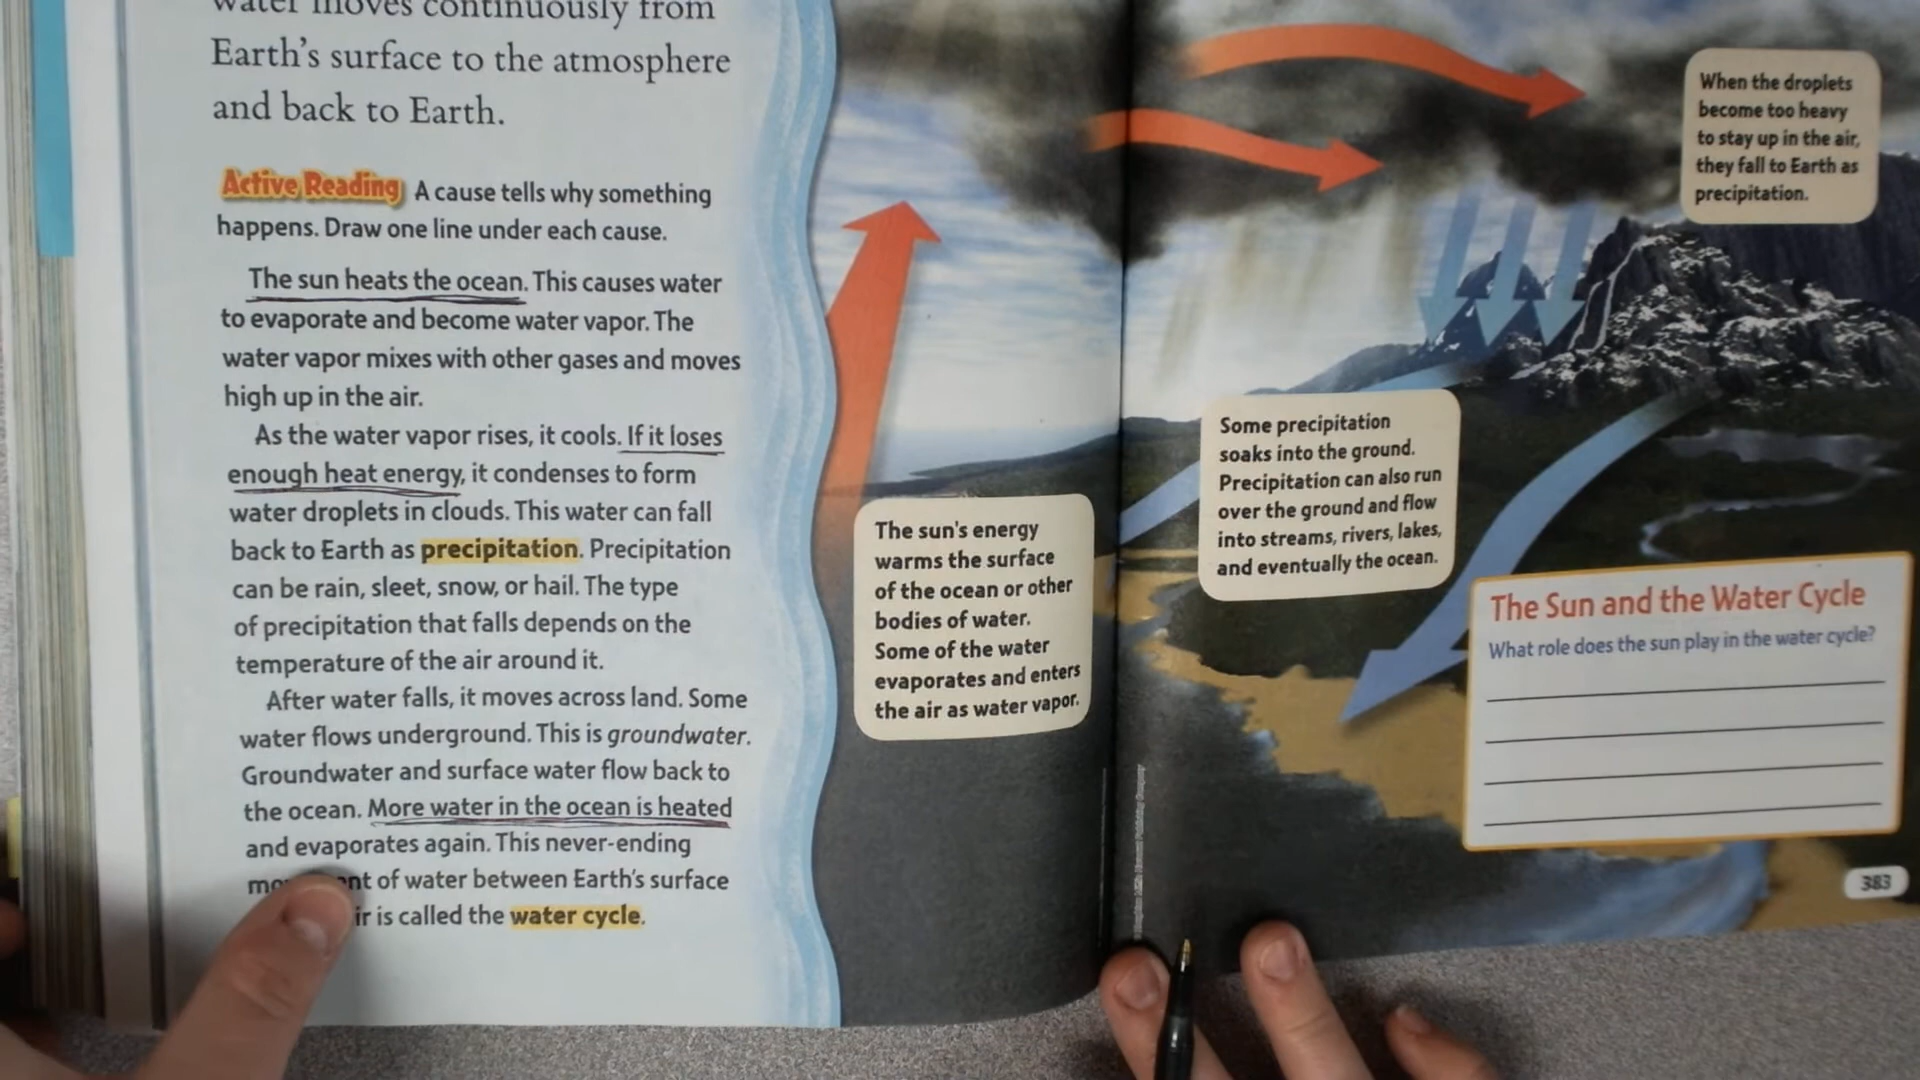 water moves continuously from
Earth's surface to the atmosphere
and back to Earth.
Active Reading A cause tells why something
happens. Draw one line under each cause.
The sun heats the ocean. This causes water
to evaporate and become water vapor. The
water vapor mixes with other gases and moves
high up in the air.
As the water vapor rises, it cools. If it loses
enough heat energy, it condenses to form
water droplets in clouds. This water can fall
back to Earth as precipitation. Precipitation
can be rain, sleet, snow, or hail. The type
of precipitation that falls depends on the
temperature of the air around it.
After water falls, it moves across land. Some
water flows underground. This is groundwater.
Groundwater and surface water flow back to
the ocean. More water in the ocean is heated
and evaporates again. This never-ending
of water between Earth's surface
is called the water cycle.
The sun's energy
warms the surface
of the ocean or other
bodies of water.
Some of the water
evaporates and enters
the air as water vapor.
When the droplets
become too heavy
to stay up in the air,
they fall to Earth as
precipitation.
Some precipitation
soaks into the ground.
Precipitation can also run
over the ground and flow
into streams, rivers, lakes,
and eventually the ocean.
The Sun and the Water Cycle
What role does the sun play in the water cycle?
383